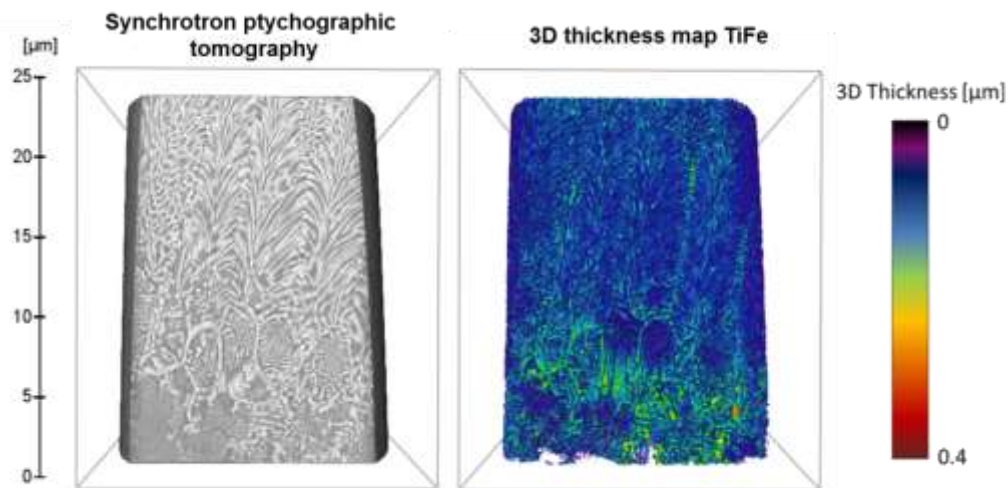 Synchrotron ptychographic
tomography
3D thickness map TiFe
[µm]
25
20
15
10
5
0
3D Thickness [µm]
0
0.4